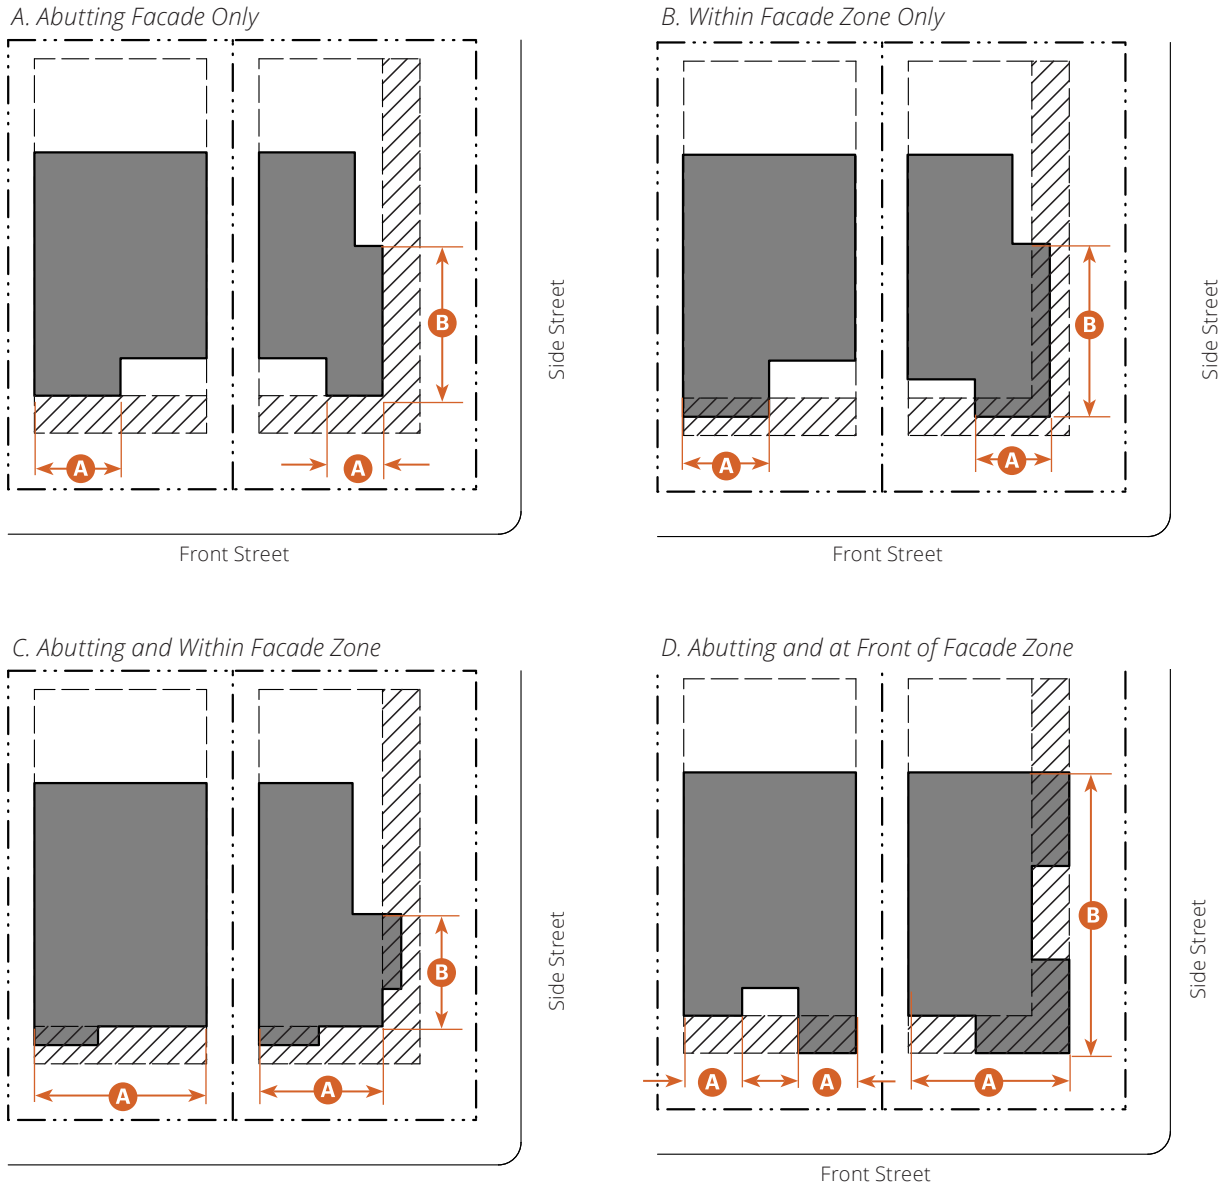 A. Abutting Facade Only
B
A
A
Side Street
Front Street
B. Within Facade Zone Only
B
A
A
Side Street
Front Street
C. Abutting and Within Facade Zone
B
A
A
Side Street
D. Abutting and at Front of Facade Zone
B
A
A
A
Side Street
Front Street